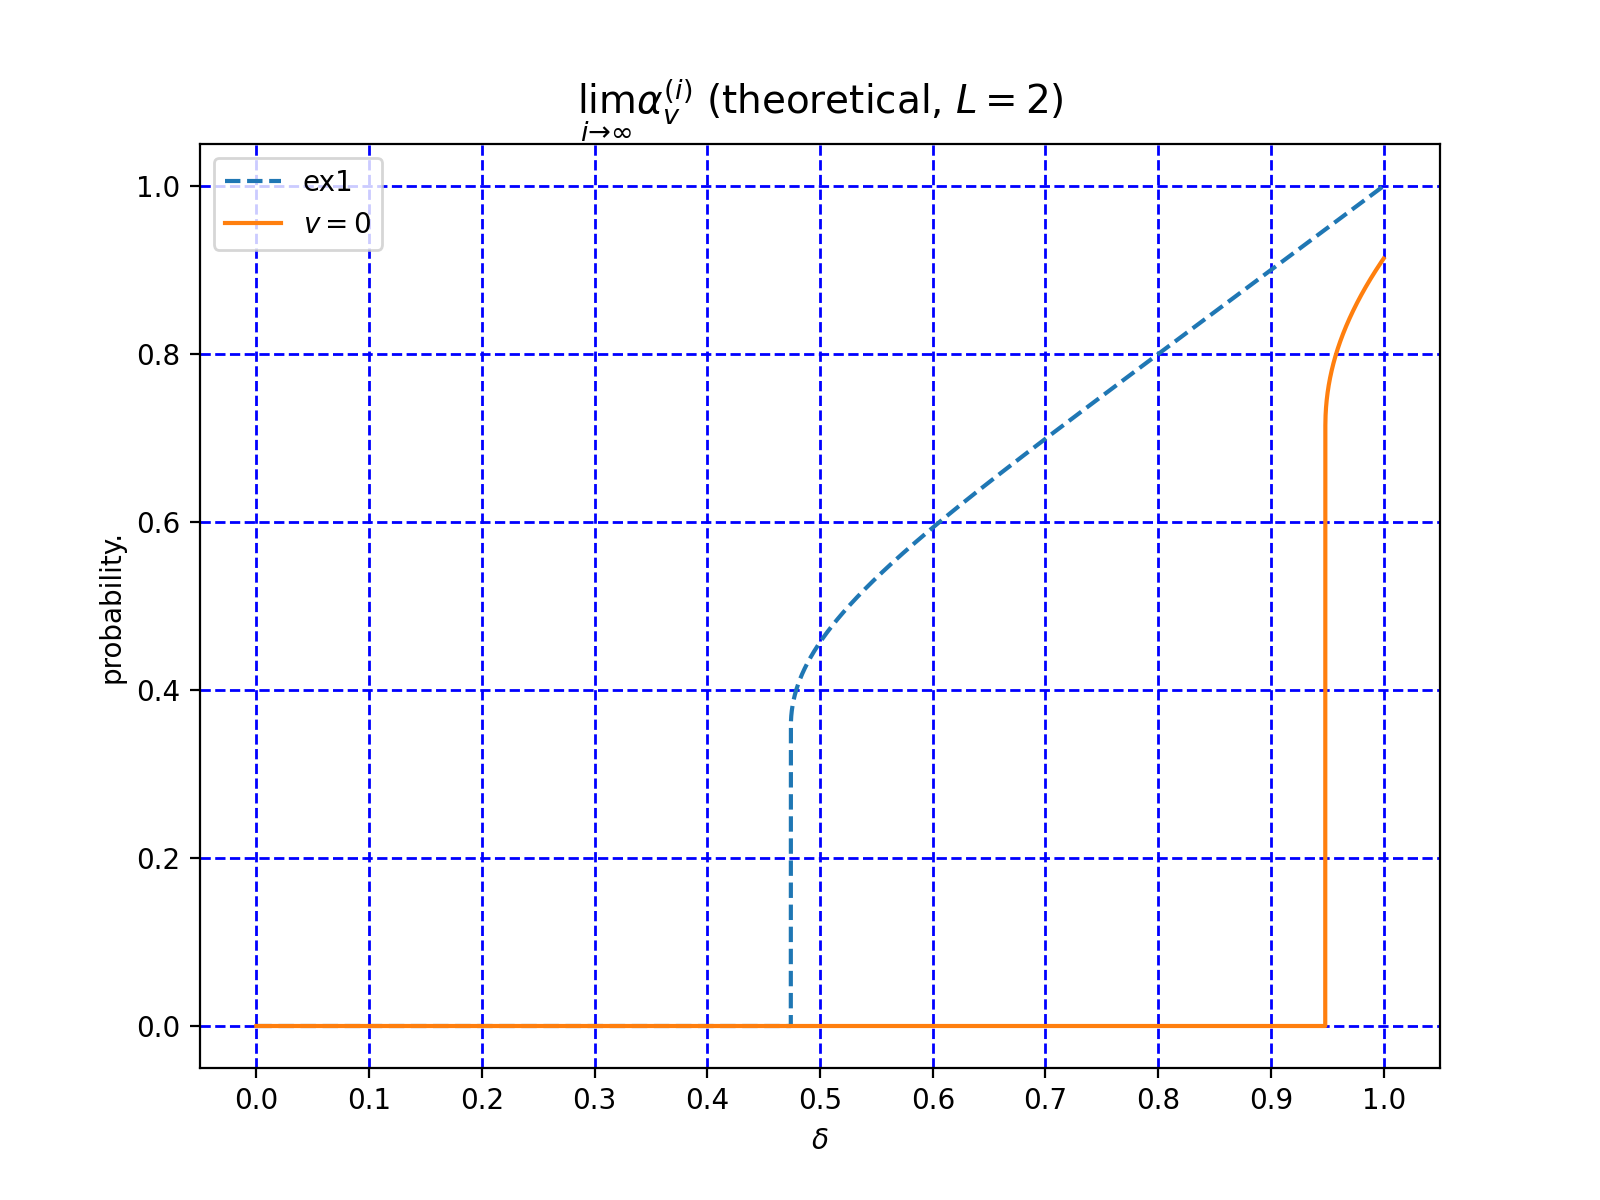 lim α_v^(i) (theoretical, L = 2)
i→∞
ex1
v = 0
probability.
1.0
0.8
0.6
0.4
0.2
0.0
0.0 0.1 0.2 0.3 0.4 0.5 0.6 0.7 0.8 0.9 1.0
δ